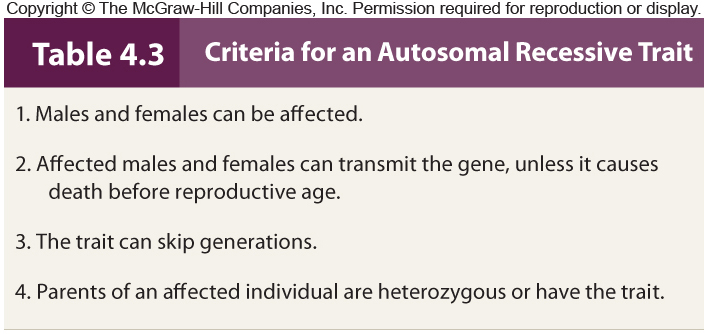 Copyright © The McGraw-Hill Companies, Inc. Permission required for reproduction or display.
Table 4.3 Criteria for an Autosomal Recessive Trait
1. Males and females can be affected.
2. Affected males and females can transmit the gene, unless it causes
death before reproductive age.
3. The trait can skip generations.
4. Parents of an affected individual are heterozygous or have the trait.